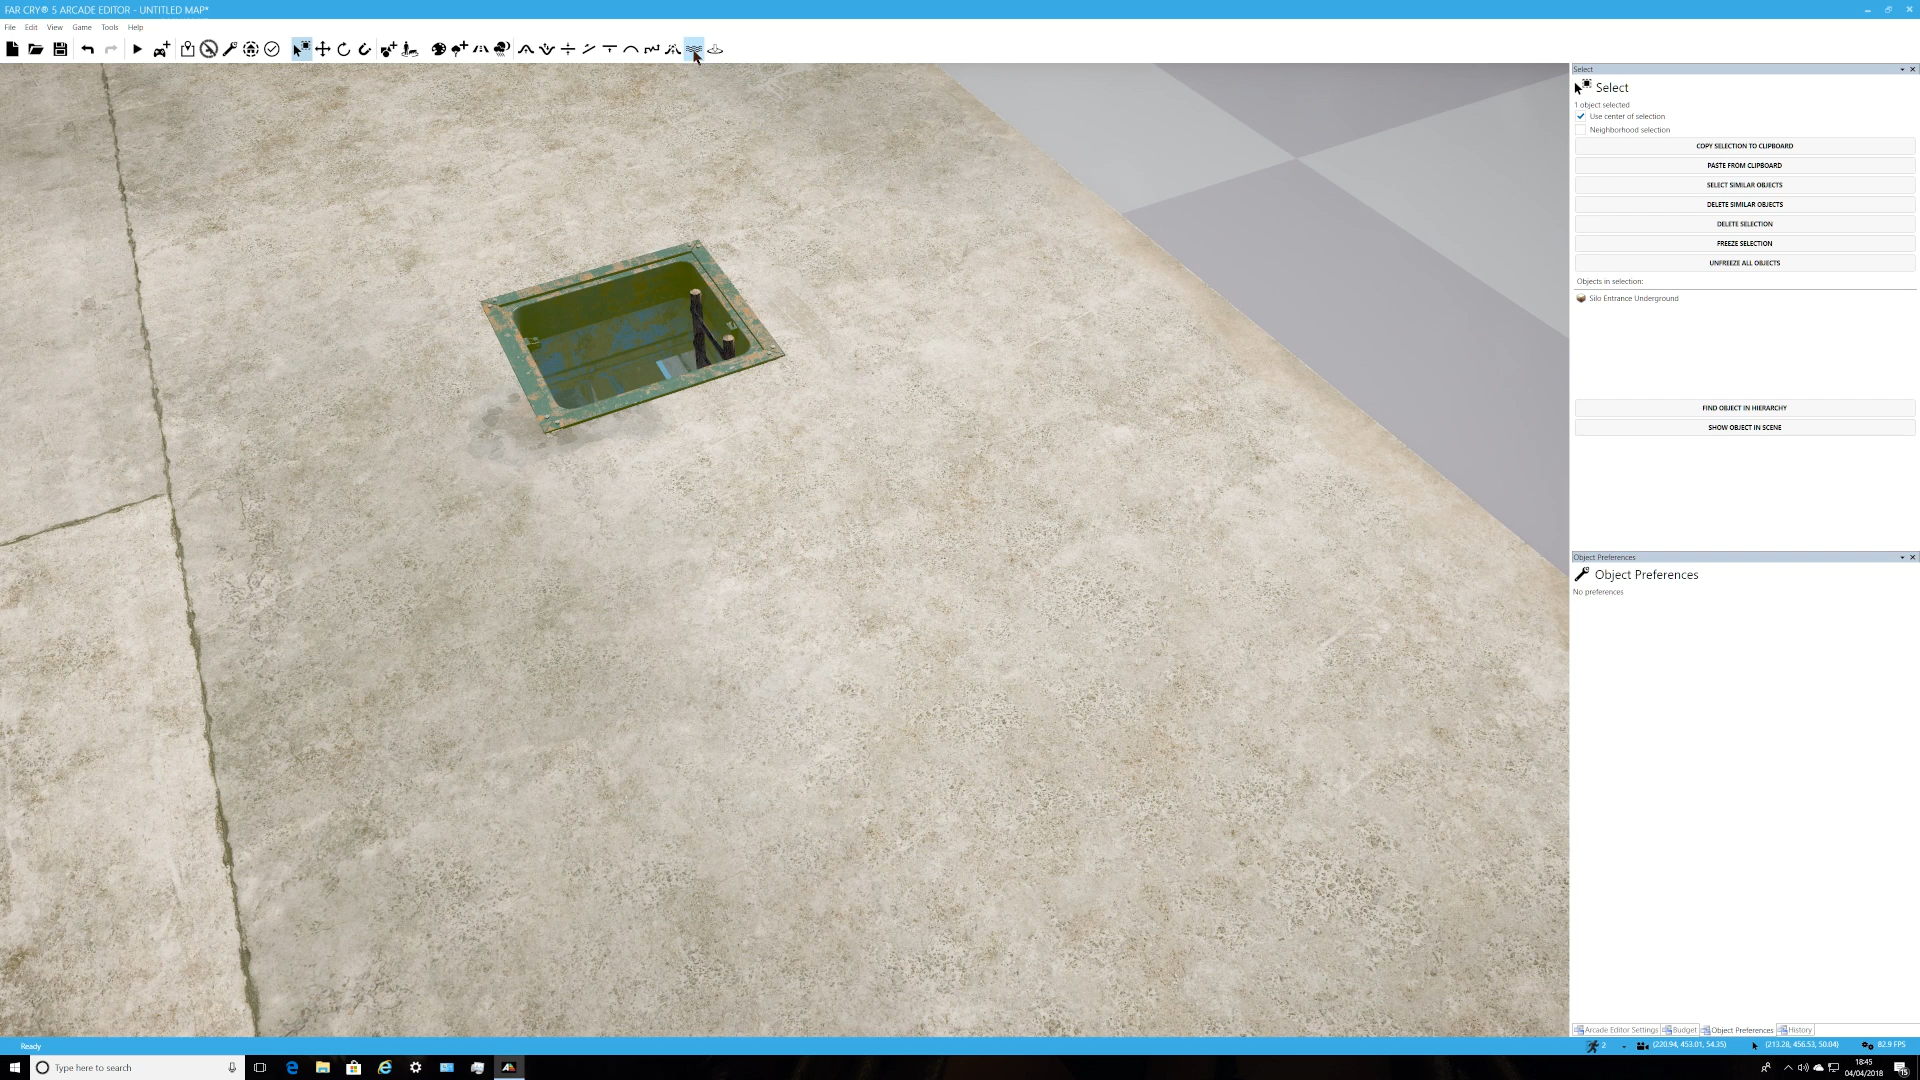 FAR CRY® 5 ARCADE EDITOR - UNTITLED MAP*
File Edit View Game Tools Help
Select
Select
1 object selected
Use center of selection
Neighborhood selection
COPY SELECTION TO CLIPBOARD
PASTE FROM CLIPBOARD
SELECT SIMILAR OBJECTS
DELETE SIMILAR OBJECTS
DELETE SELECTION
FREEZE SELECTION
UNFREEZE ALL OBJECTS
Objects in selection:
Silo Entrance Underground
FIND OBJECT IN HIERARCHY
SHOW OBJECT IN SCENE
Object Preferences
Object Preferences
No preferences
Arcade Editor Settings Budget Object Preferences History
Ready 2 (220.94, 453.01, 54.35) (213.28, 456.53, 50.04) 82.9 FPS
Type here to search
18:45
04/04/2018
15